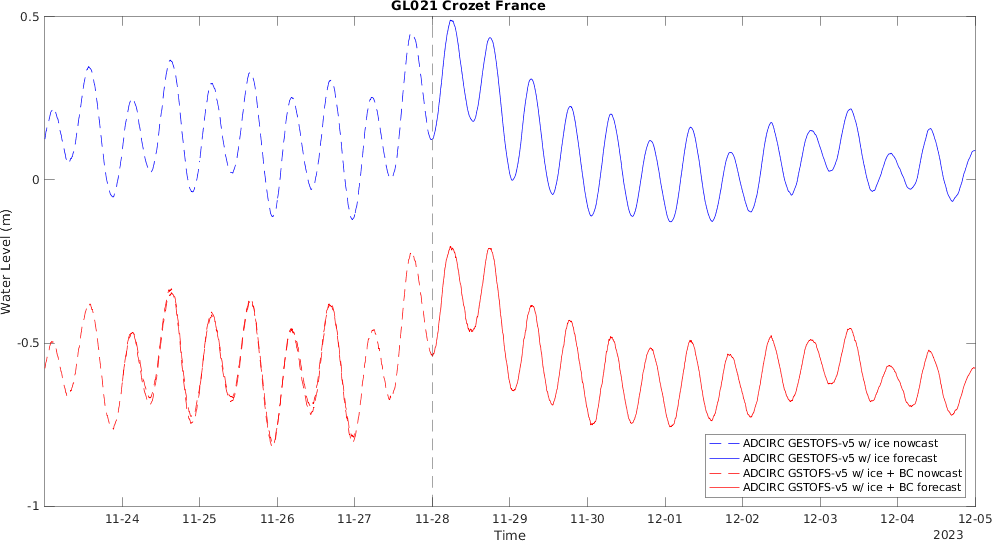 GL021 Crozet France
0.5
0
-0.5
-1
Water Level (m)
ADCIRC GESTOFS-v5 w/ ice nowcast
ADCIRC GESTOFS-v5 w/ ice forecast
ADCIRC GSTOFS-v5 w/ ice + BC nowcast
ADCIRC GSTOFS-v5 w/ ice + BC forecast
11-24 11-25 11-26 11-27 11-28 11-29 11-30 12-01 12-02 12-03 12-04 12-05
Time
2023